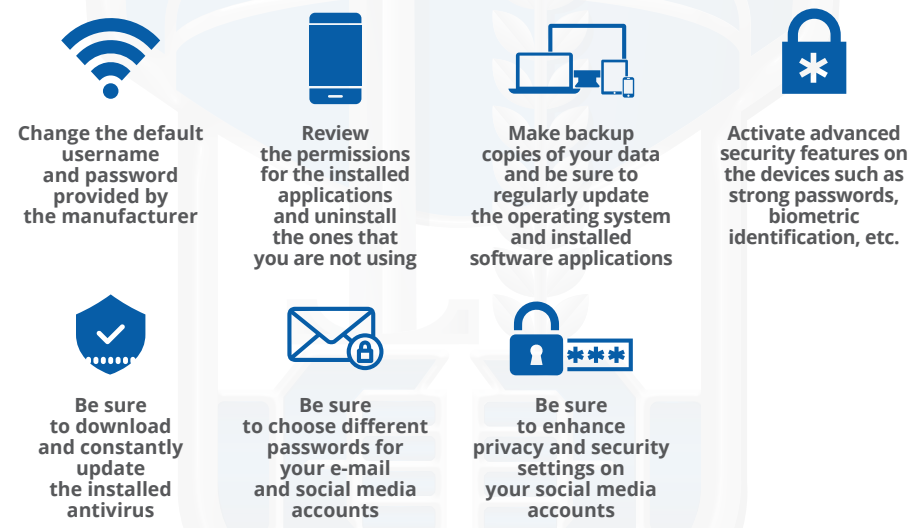 Change the default
username
and password
provided by
the manufacturer
Review
the permissions
for the installed
applications
and uninstall
the ones that
you are not using
Make backup
copies of your data
and be sure to
regularly update
the operating system
and installed
software applications
Activate advanced
security features on
the devices such as
strong passwords,
biometric
identification, etc.
Be sure
to download
and constantly
update
the installed
antivirus
Be sure
to choose different
passwords for
your e-mail
and social media
accounts
Be sure
to enhance
privacy and security
settings on
your social media
accounts